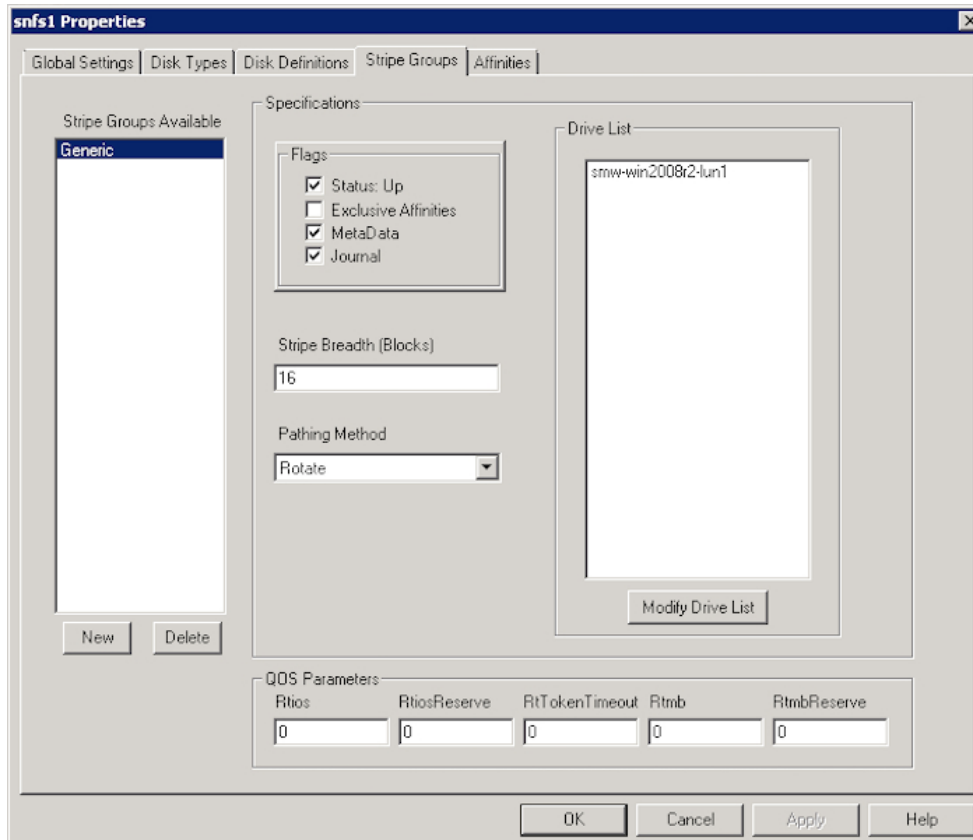 snfs1 Properties
Global Settings Disk Types Disk Definitions Stripe Groups Affinities
Stripe Groups Available
Generic
New Delete
Specifications
Flags
Status: Up
Exclusive Affinities
MetaData
Journal
Stripe Breadth (Blocks)
16
Pathing Method
Rotate
Drive List
smw-win2008r2-lun1
Modify Drive List
QOS Parameters
Rtios RtiosReserve RtTokenTimeout Rtmb RtmbReserve
0 0 0 0 0
OK Cancel Apply Help